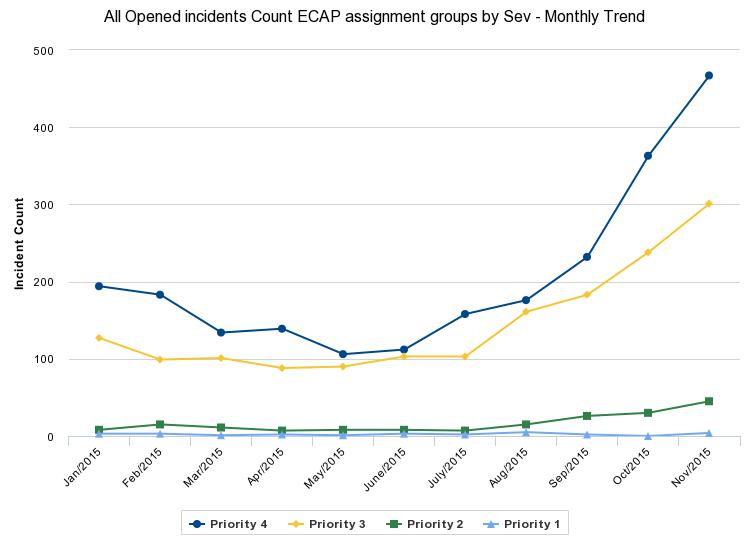 All Opened incidents Count ECAP assignment groups by Sev - Monthly Trend
500
400
300
200
100
0
Incident Count
Jan/2015
Feb/2015
Mar/2015
Apr/2015
May/2015
June/2015
July/2015
Aug/2015
Sep/2015
Oct/2015
Nov/2015
Priority 4 Priority 3 Priority 2 Priority 1